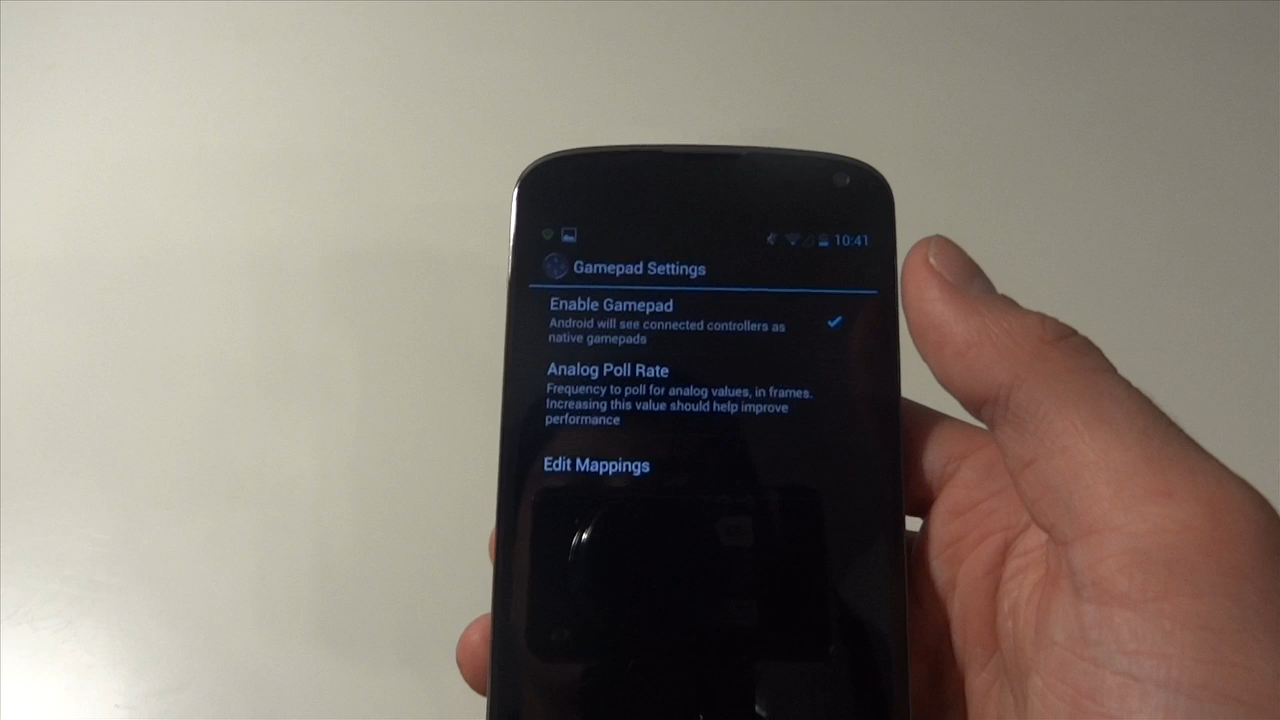 10:41
Gamepad Settings
Enable Gamepad
Android will see connected controllers as
native gamepads
Analog Poll Rate
Frequency to poll for analog values, in frames.
Increasing this value should help improve
performance
Edit Mappings